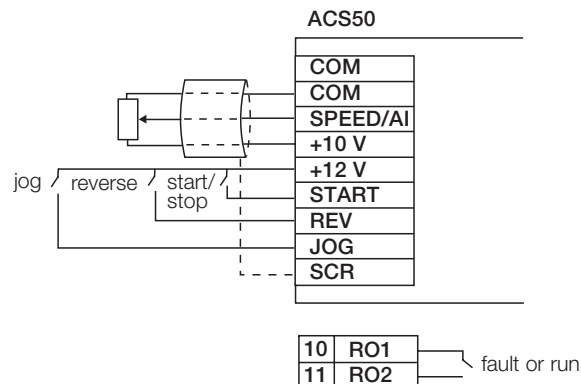 ACS50
COM
COM
SPEED/AI
+10 V
+12 V
START
REV
JOG
SCR
jog
reverse
start/
stop
10 RO1
11 RO2
fault or run